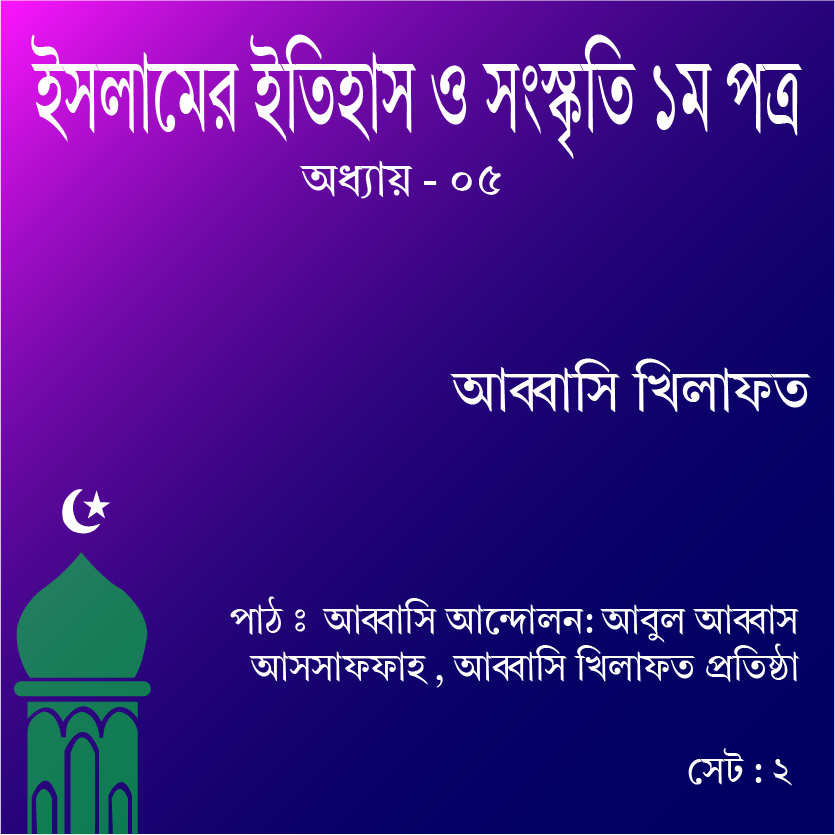 ইসলামের ইতিহাস ও সংস্কৃতি ১ম পত্র
অধ্যায় - ০৫
আব্বাসি খিলাফত
পাঠ ঃ আব্বাসি আন্দোলন: আবুল আব্বাস
আসসাফফাহ , আব্বাসি খিলাফত প্রতিষ্ঠা
সেট : ২